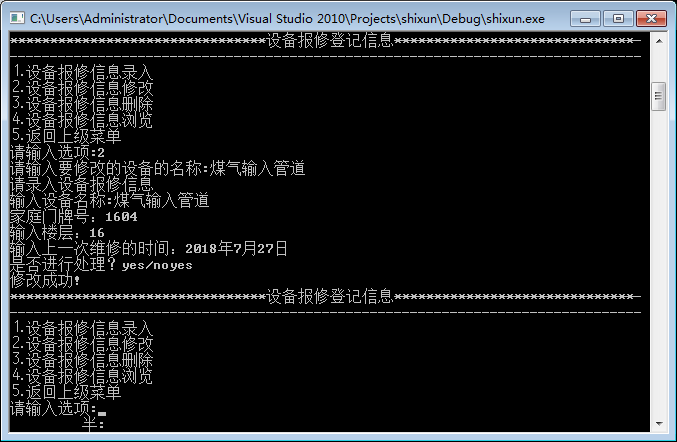 C:\Users\Administrator\Documents\Visual Studio 2010\Projects\shixun\Debug\shixun.exe
********************************设备报修登记信息******************************—
--------------------------------------------------------------------------------
1.设备报修信息录入
2.设备报修信息修改
3.设备报修信息删除
4.设备报修信息浏览
5.返回上级菜单
请输入选项:2
请输入要修改的设备的名称:煤气输入管道
请录入设备报修信息
输入设备名称:煤气输入管道
家庭门牌号：1604
输入楼层：16
输入上一次维修的时间：2018年7月27日
是否进行处理？yes/noyes
修改成功!
********************************设备报修登记信息******************************—
--------------------------------------------------------------------------------
1.设备报修信息录入
2.设备报修信息修改
3.设备报修信息删除
4.设备报修信息浏览
5.返回上级菜单
请输入选项:_
半: